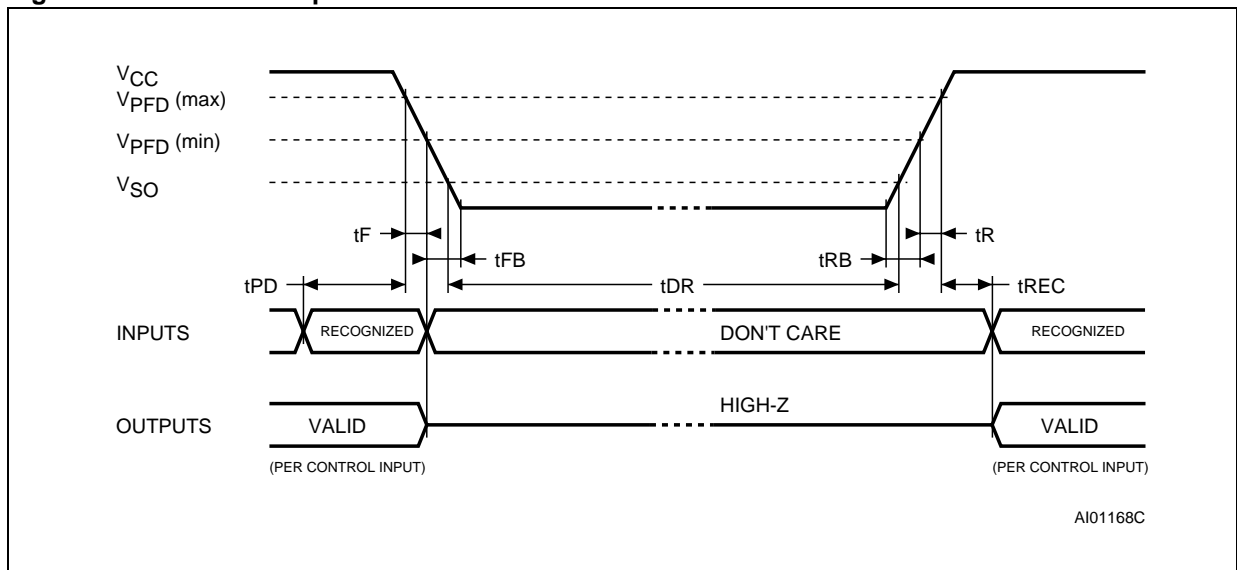 VCC
VPFD (max)
VPFD (min)
VSO
tF
tFB
tR
tRB
tPD
tDR
tREC
INPUTS
RECOGNIZED
DON'T CARE
RECOGNIZED
HIGH-Z
OUTPUTS
VALID
VALID
(PER CONTROL INPUT)
(PER CONTROL INPUT)
AI01168C